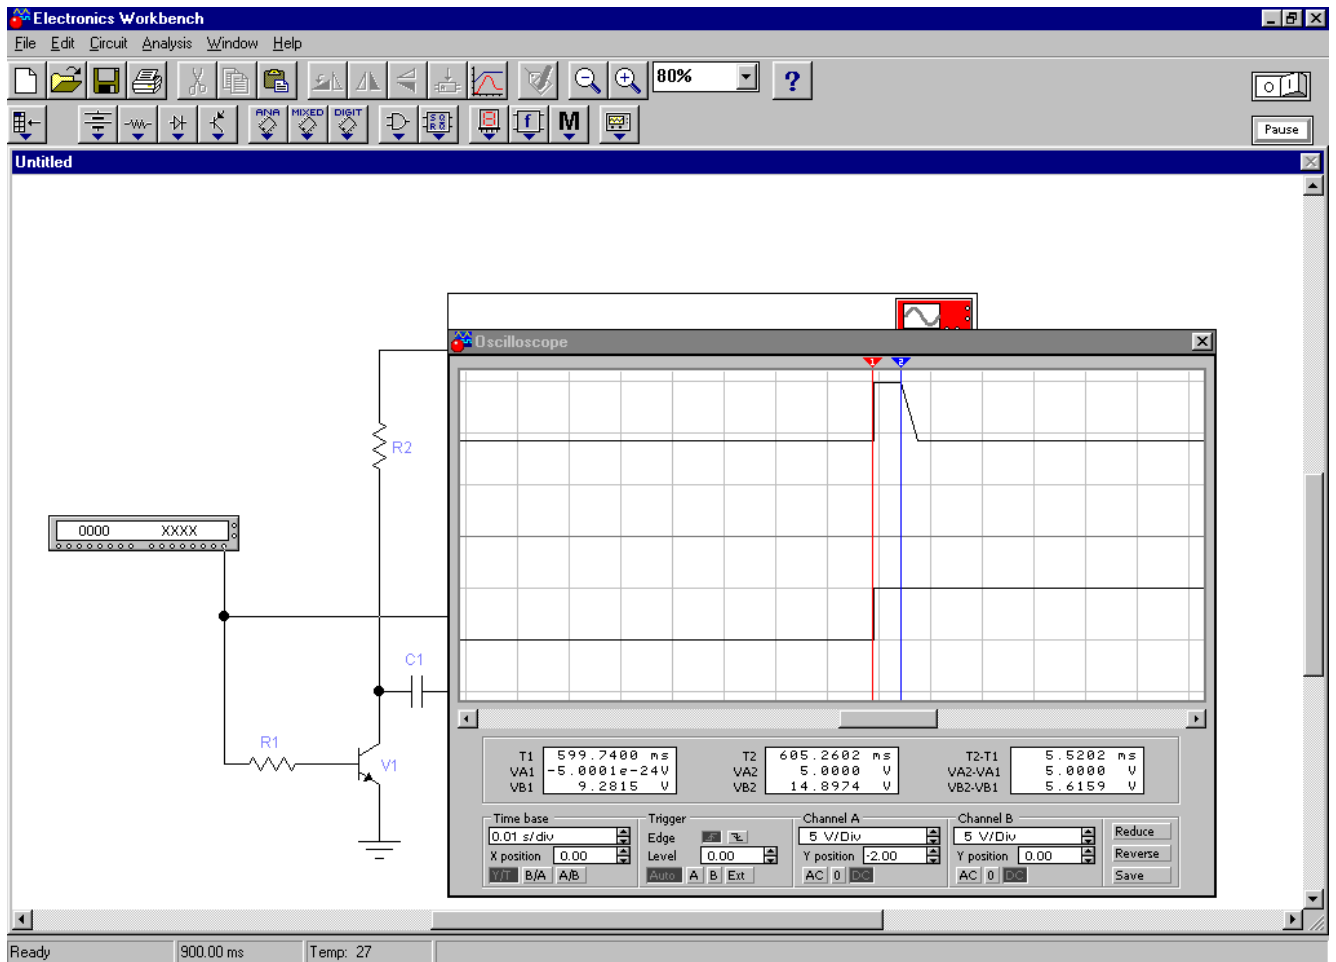 Electronics Workbench
File Edit Circuit Analysis Window Help
80% ?
ANA MIXED DIGIT
M
Pause
Untitled
Oscilloscope
1 2
R2
0000 XXXX
C1
R1
V1
T1 599.7400 ms T2 605.2602 ms T2-T1 5.5202 ms
VA1 -5.0001e-24V VA2 5.0000 V VA2-VA1 5.0000 V
VB1 9.2815 V VB2 14.8974 V VB2-VB1 5.6159 V
Time base Trigger Channel A Channel B
0.01 s/div Edge 5 V/Div 5 V/Div Reduce
X position 0.00 Level 0.00 Y position -2.00 Y position 0.00 Reverse
Y/T B/A A/B Auto A B Ext AC 0 DC AC 0 DC Save
Ready 900.00 ms Temp: 27